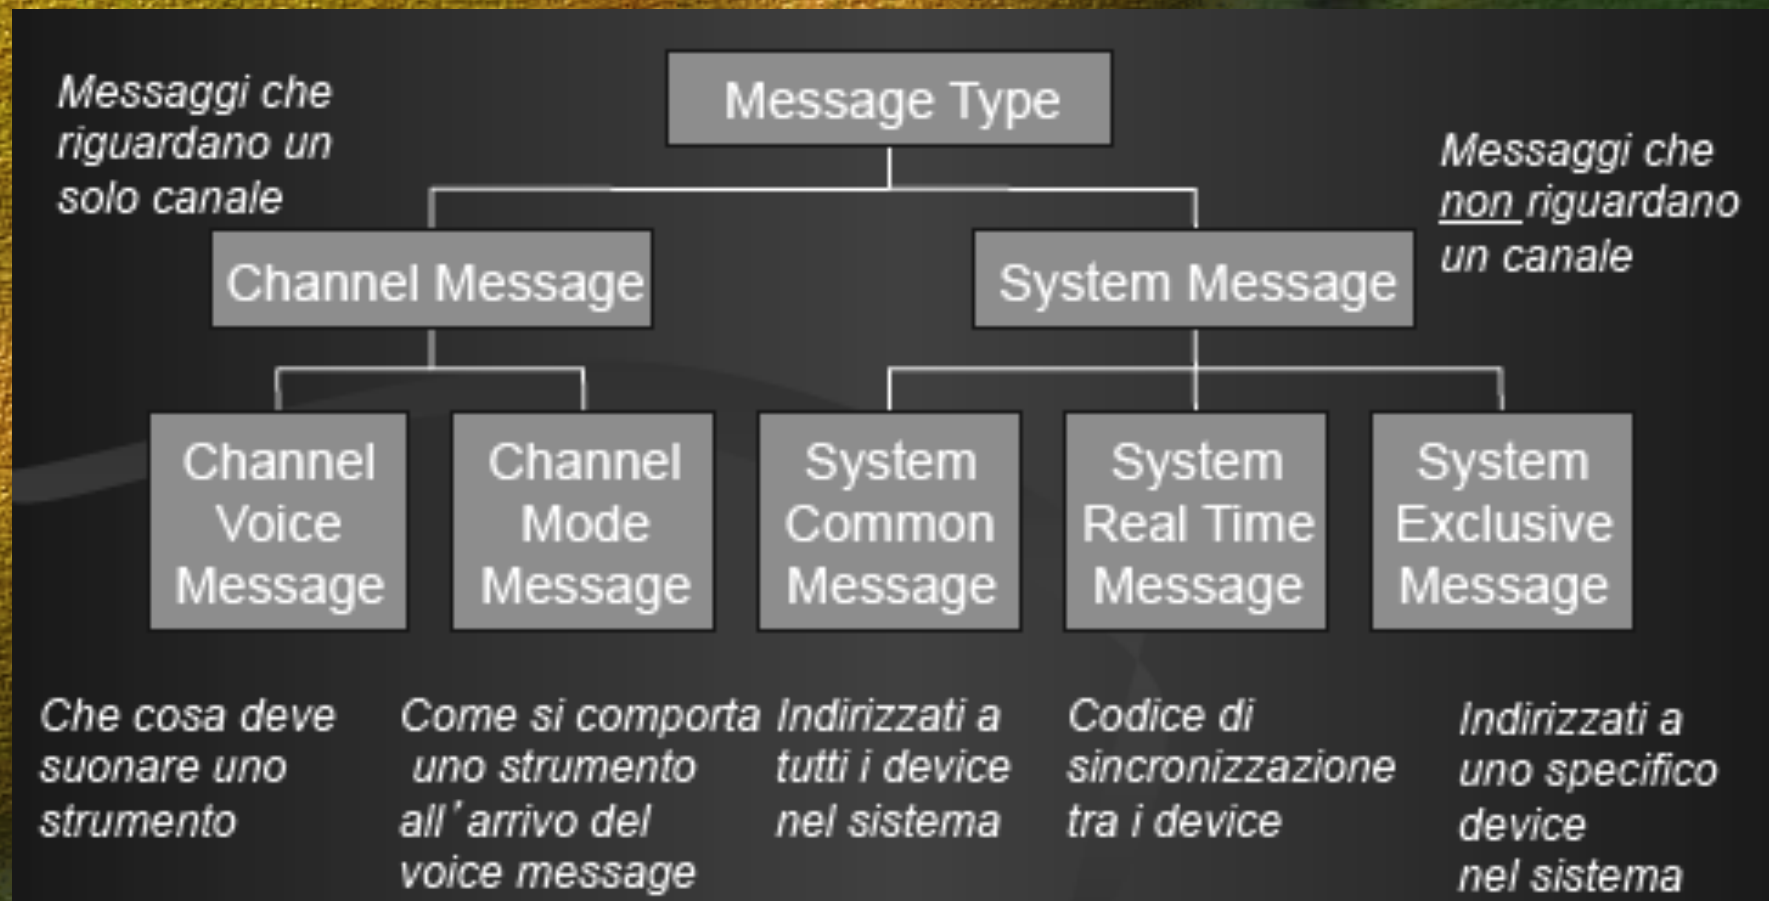 Message Type
Messaggi che
riguardano un
solo canale
Messaggi che
non riguardano
un canale
Channel Message
System Message
Channel
Voice
Message
Channel
Mode
Message
System
Common
Message
System
Real Time
Message
System
Exclusive
Message
Che cosa deve
suonare uno
strumento
Come si comporta
uno strumento
all'arrivo del
voice message
Indirizzati a
tutti i device
nel sistema
Codice di
sincronizzazione
tra i device
Indirizzati a
uno specifico
device
nel sistema